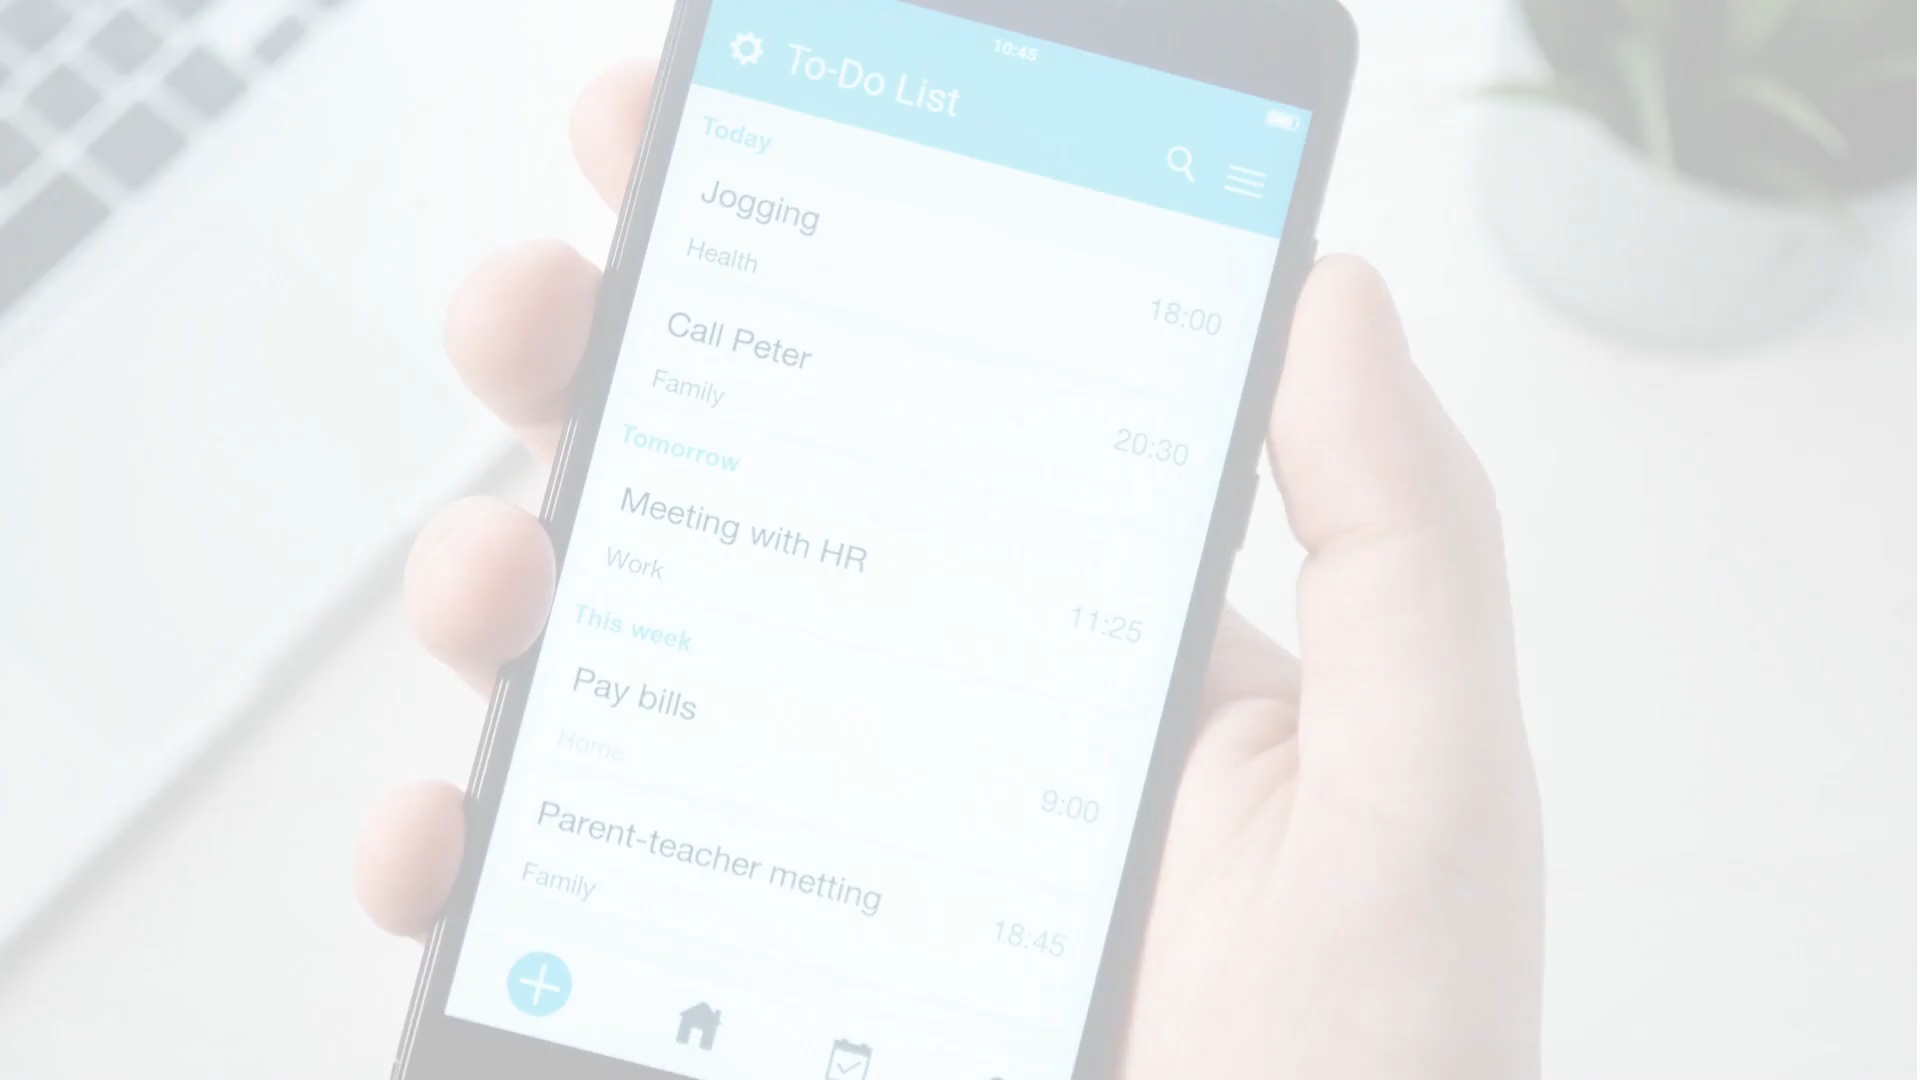 10:45
To-Do List
Today
Jogging
Health
18:00
Call Peter
Family
20:30
Tomorrow
Meeting with HR
Work
11:25
This week
Pay bills
Home
9:00
Parent-teacher metting
Family
18:45